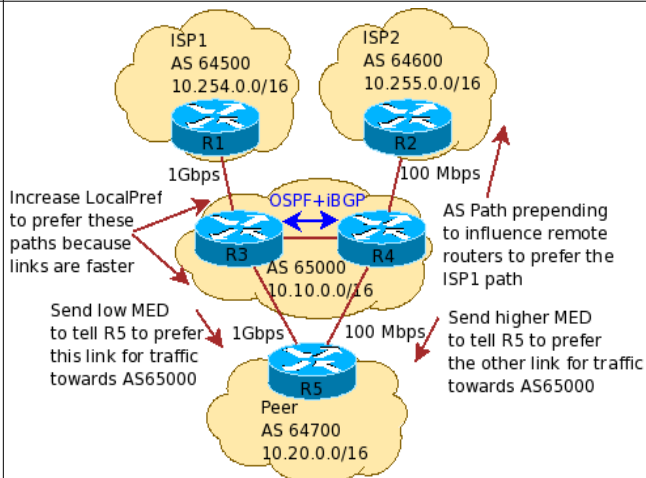 ISP1
AS 64500
10.254.0.0/16
R1
ISP2
AS 64600
10.255.0.0/16
R2
1Gbps
100 Mbps
Increase LocalPref
to prefer these
paths because
links are faster
OSPF+iBGP
R3
R4
AS 65000
10.10.0.0/16
AS Path prepending
to influence remote
routers to prefer the
ISP1 path
Send low MED
to tell R5 to prefer
this link for traffic
towards AS65000
1Gbps
100 Mbps
Send higher MED
to tell R5 to prefer
the other link for traffic
towards AS65000
R5
Peer
AS 64700
10.20.0.0/16